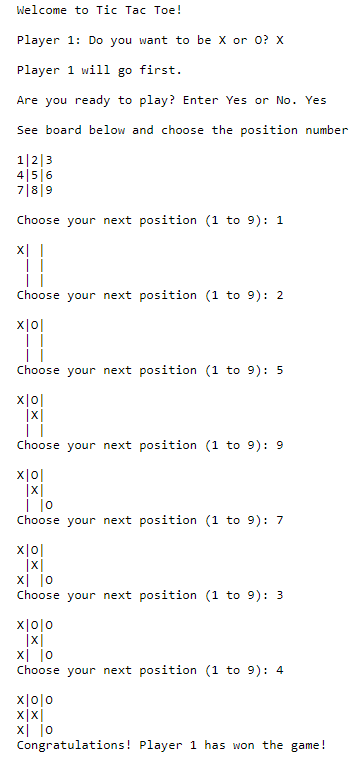 Welcome to Tic Tac Toe!
Player 1: Do you want to be X or O? X
Player 1 will go first.
Are you ready to play? Enter Yes or No. Yes
See board below and choose the position number
1|2|3
4|5|6
7|8|9
Choose your next position (1 to 9): 1
X| |
 | |
 | |
Choose your next position (1 to 9): 2
X|O|
 | |
 | |
Choose your next position (1 to 9): 5
X|O|
 |X|
 | |
Choose your next position (1 to 9): 9
X|O|
 |X|
 | |O
Choose your next position (1 to 9): 7
X|O|
 |X|
X| |O
Choose your next position (1 to 9): 3
X|O|O
 |X|
X| |O
Choose your next position (1 to 9): 4
X|O|O
X|X|
X| |O
Congratulations! Player 1 has won the game!